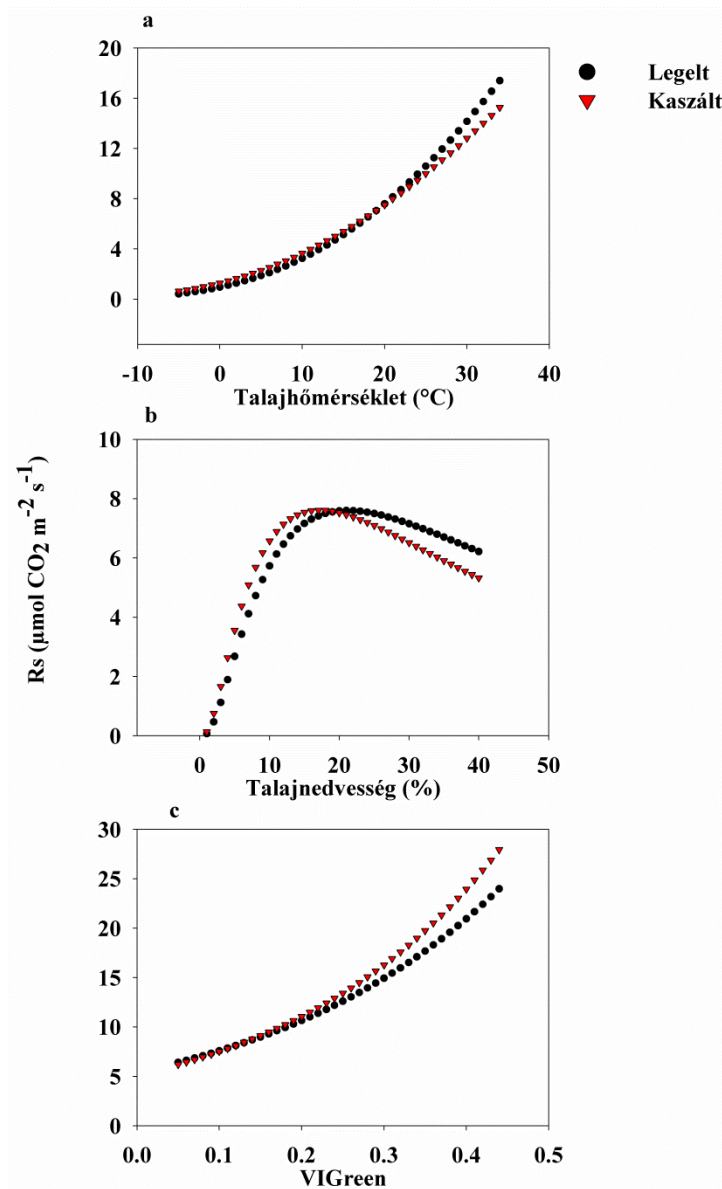 a
20
16
12
8
4
0
-10 0 10 20 30 40
Talajhőmérséklet (°C)
Legelt
Kaszált
b
10
8
6
4
2
0
0 10 20 30 40 50
Talajnedvesség (%)
Rs (µmol CO2 m-2 s-1)
c
30
25
20
15
10
5
0
0.0 0.1 0.2 0.3 0.4 0.5
VIGreen